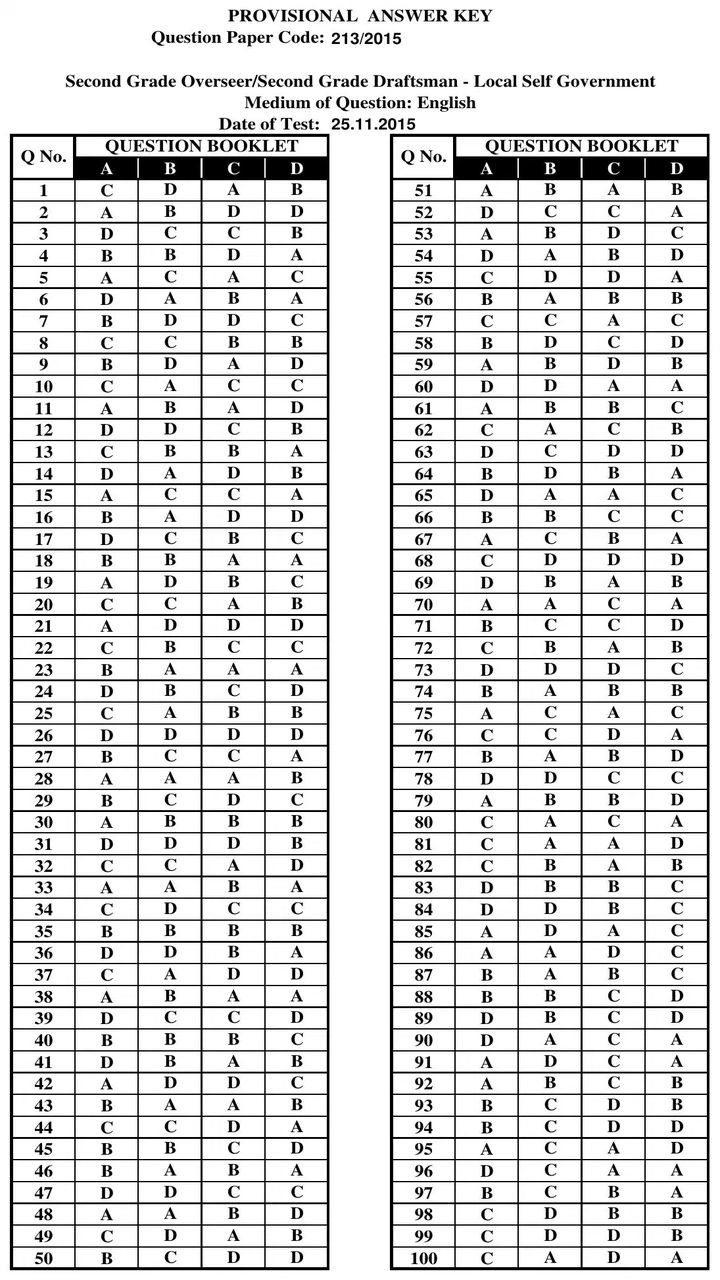 PROVISIONAL ANSWER KEY
Question Paper Code: 213/2015
Second Grade Overseer/Second Grade Draftsman - Local Self Government
Medium of Question: English
Date of Test: 25.11.2015
Q No. QUESTION BOOKLET Q No. QUESTION BOOKLET
A B C D A B C D
1 C D A B 51 A B A B
2 A B D D 52 D C C A
3 D C C B 53 A B D C
4 B B D A 54 D A B D
5 A C A C 55 C D D A
6 D A B A 56 B A B B
7 B D D C 57 C C A C
8 C C B B 58 B D C D
9 B D A D 59 A B D B
10 C A C C 60 D D A A
11 A B A D 61 A B B C
12 D D C B 62 C A C B
13 C B B A 63 D C D D
14 D A D B 64 B D B A
15 A C C A 65 D A A C
16 B A D D 66 B B C C
17 D C B C 67 A C B A
18 B B A A 68 C D D D
19 A D B C 69 D B A B
20 C C A B 70 A A C A
21 A D D D 71 B C C D
22 C B C C 72 C B A B
23 B A A A 73 D D D C
24 D B C D 74 B A B B
25 C A B B 75 A C A C
26 D D D D 76 C C D A
27 B C C A 77 B A B D
28 A A A B 78 D D C C
29 B C D C 79 A B B D
30 A B B B 80 C A C A
31 D D D B 81 C A A D
32 C C A D 82 C B A B
33 A A B A 83 D B B C
34 C D C C 84 D D B C
35 B B B B 85 A D A C
36 D D B A 86 A A D C
37 C A D D 87 B A B C
38 A B A A 88 B B C D
39 D C C D 89 D B C D
40 B B B C 90 D A C A
41 D B A B 91 A D C A
42 A D D C 92 A B C B
43 B A A B 93 B C D B
44 C C D A 94 B C D D
45 B B C D 95 A C A D
46 B A B A 96 D C A A
47 D D C C 97 B C B A
48 A A B D 98 C D B B
49 C D A B 99 C D D B
50 B C D D 100 C A D A